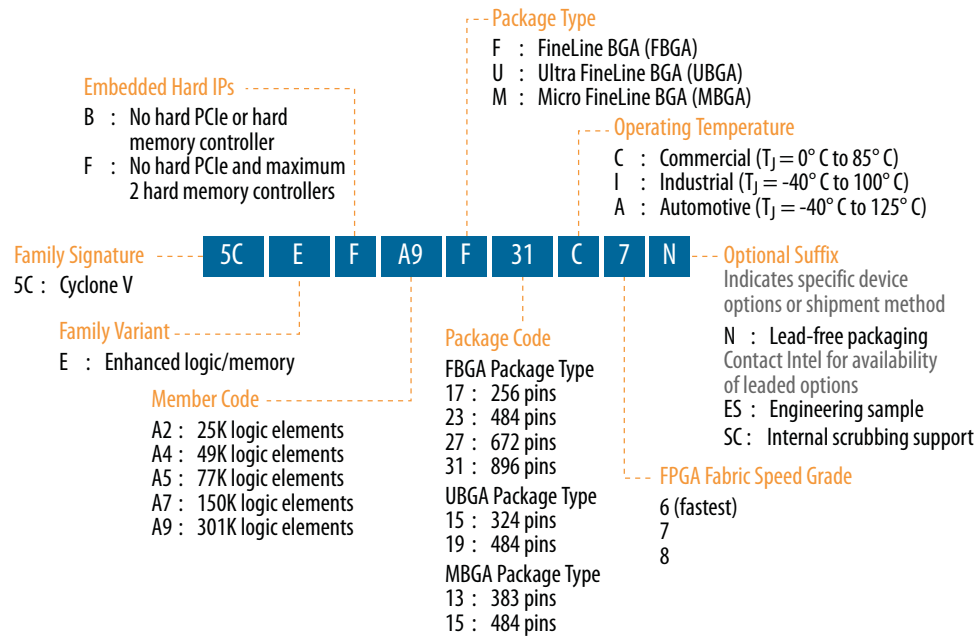 Package Type
F : FineLine BGA (FBGA)
U : Ultra FineLine BGA (UBGA)
M : Micro FineLine BGA (MBGA)
Embedded Hard IPs
B : No hard PCIe or hard
memory controller
F : No hard PCIe and maximum
2 hard memory controllers
Operating Temperature
C : Commercial (TJ = 0° C to 85° C)
I : Industrial (TJ = -40° C to 100° C)
A : Automotive (TJ = -40° C to 125° C)
Family Signature
5C : Cyclone V
5C E F A9 F 31 C 7 N
Optional Suffix
Indicates specific device
options or shipment method
N : Lead-free packaging
Contact Intel for availability
of leaded options
ES : Engineering sample
SC : Internal scrubbing support
Family Variant
E : Enhanced logic/memory
Member Code
A2 : 25K logic elements
A4 : 49K logic elements
A5 : 77K logic elements
A7 : 150K logic elements
A9 : 301K logic elements
Package Code
FBGA Package Type
17 : 256 pins
23 : 484 pins
27 : 672 pins
31 : 896 pins
UBGA Package Type
15 : 324 pins
19 : 484 pins
MBGA Package Type
13 : 383 pins
15 : 484 pins
FPGA Fabric Speed Grade
6 (fastest)
7
8